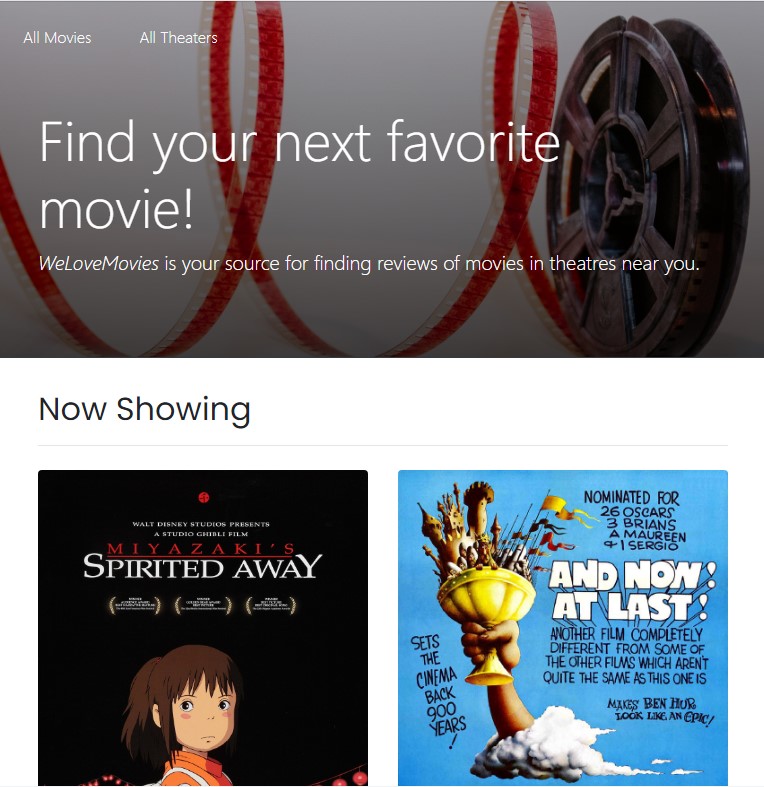 All Movies
All Theaters
Find your next favorite
movie!
WeLoveMovies is your source for finding reviews of movies in theatres near you.
Now Showing
WALT DISNEY STUDIOS PRESENTS
A STUDIO GHIBLI FILM
MIYAZAKI'S
SPIRITED AWAY
NOMINATED FOR
26 OSCARS
3 BRIANS
A MAUREEN
& 1 SERGIO
AND NOW!
AT LAST!
ANOTHER FILM COMPLETELY
DIFFERENT FROM SOME OF
THE OTHER FILMS WHICH AREN'T
QUITE THE SAME AS THIS ONE IS
SETS
THE
CINEMA
BACK
900
YEARS
!
MAKES BEN HUR
LOOK LIKE AN EPIC!